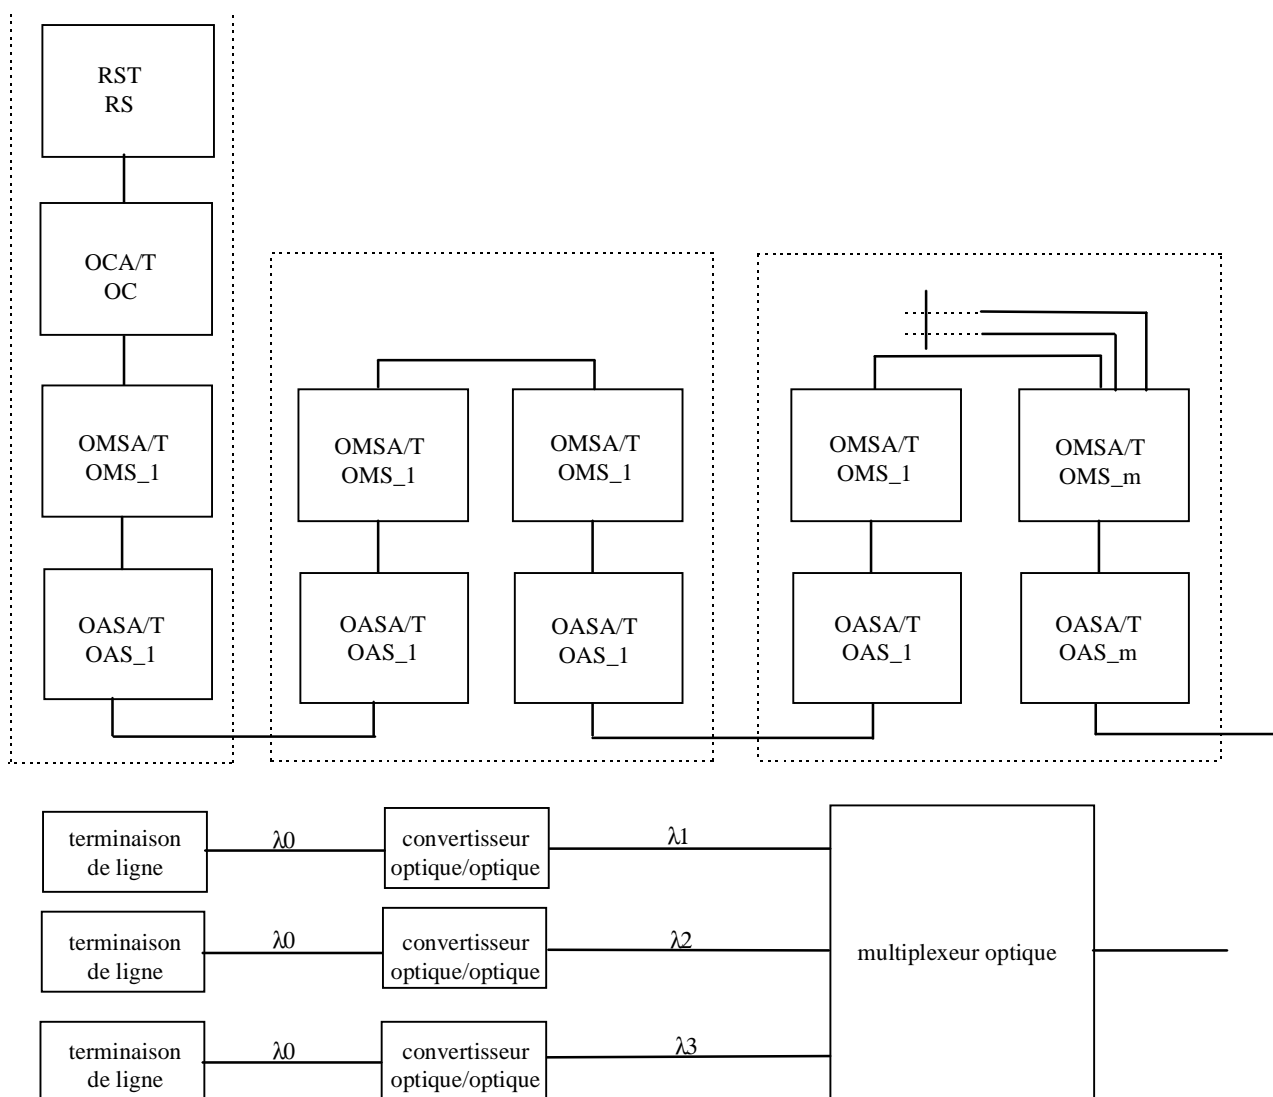 RST
RS
OCA/T
OC
OMSA/T
OMS_1
OMSA/T
OMS_1
OMSA/T
OMS_1
OMSA/T
OMS_1
OMSA/T
OMS_m
OASA/T
OAS_1
OASA/T
OAS_1
OASA/T
OAS_1
OASA/T
OAS_1
OASA/T
OAS_m
terminaison
de ligne
λ0
convertisseur
optique/optique
λ1
terminaison
de ligne
λ0
convertisseur
optique/optique
λ2
multiplexeur optique
terminaison
de ligne
λ0
convertisseur
optique/optique
λ3